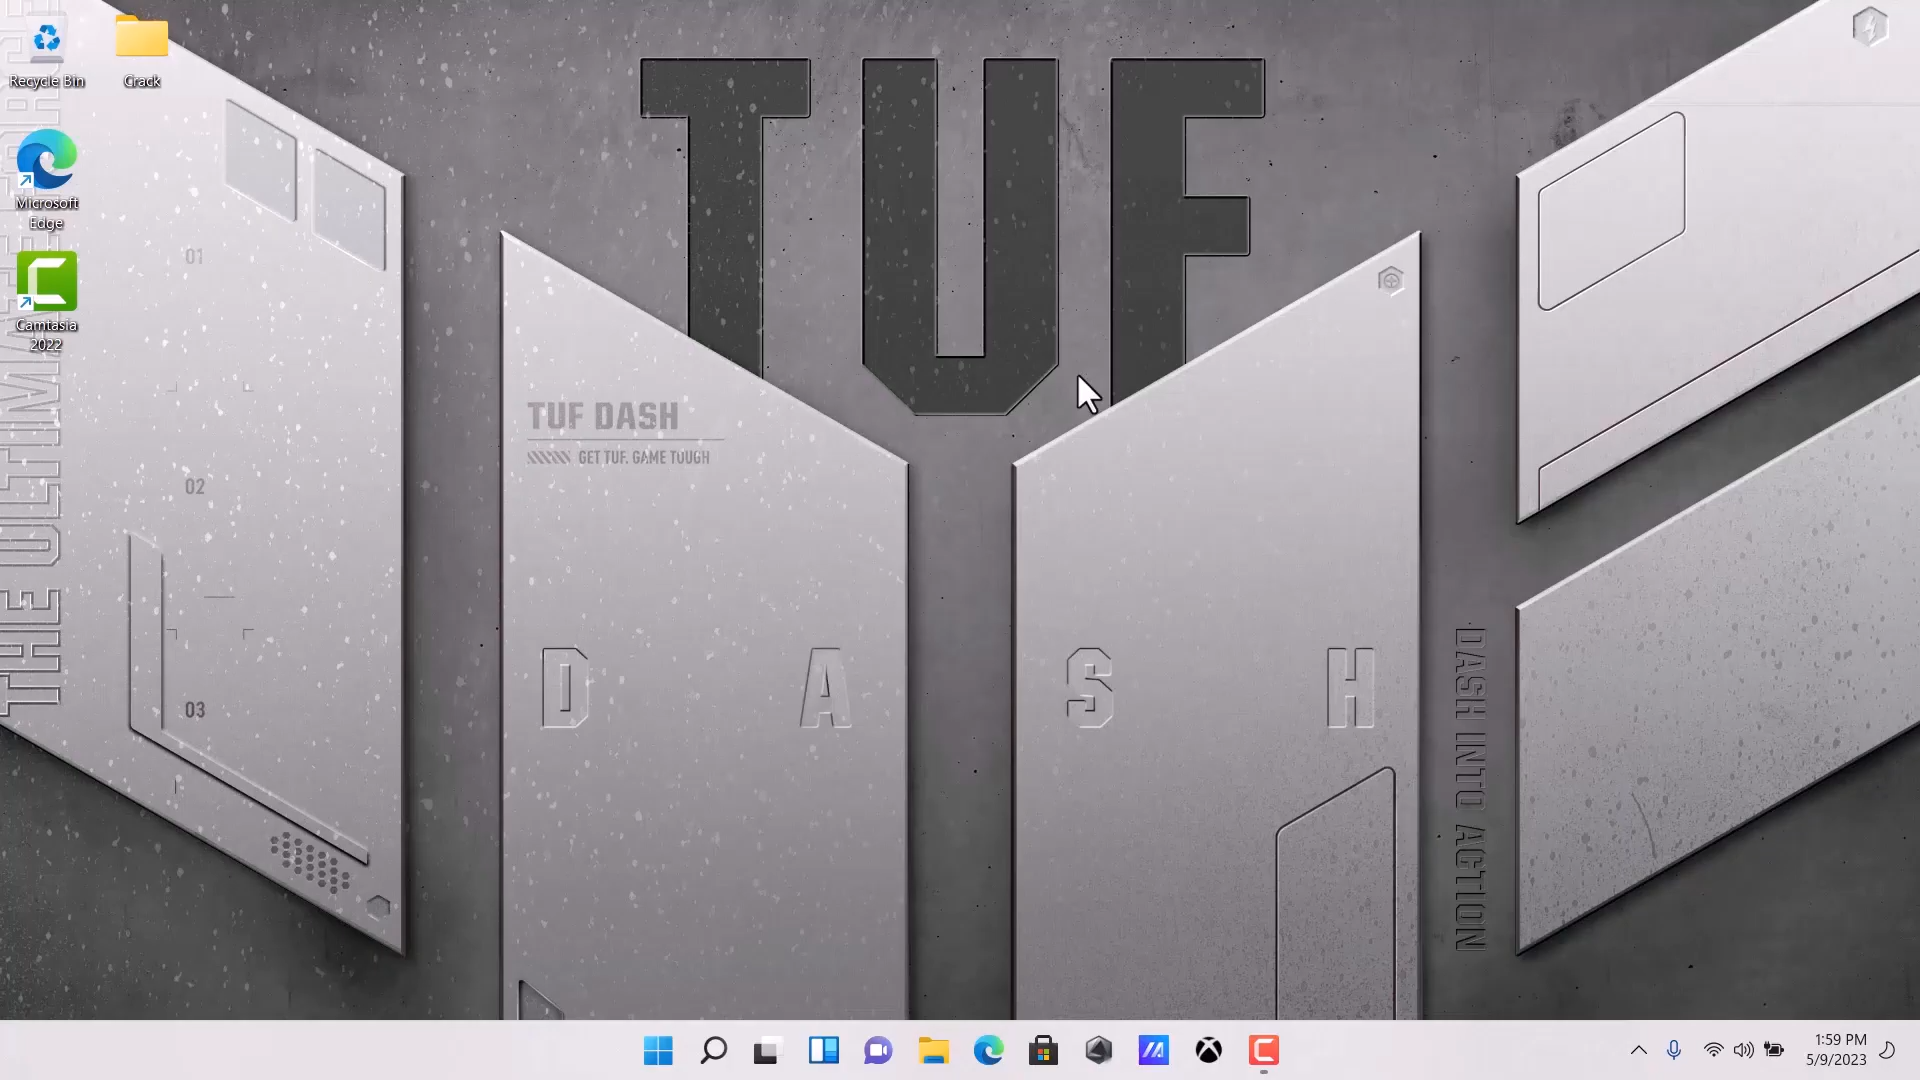 Recycle Bin
Crack
Microsoft
Edge
Camtasia
2022
THE ULTIMATE FORCE
TUF
01
02
03
TUF DASH
GET TUF. GAME TOUGH
D A S H
DASH INTO ACTION
1:59 PM
5/9/2023